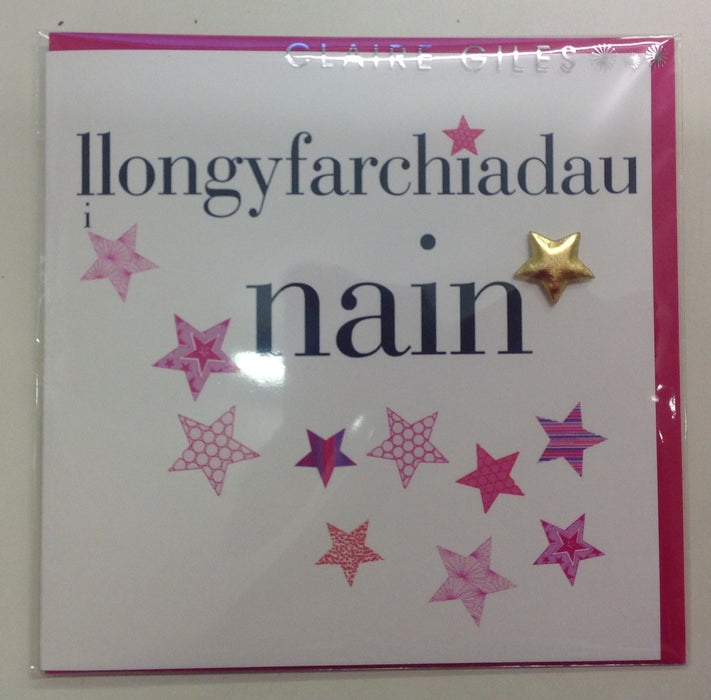 CLAIRE GILES
llongyfarchiadau
i
nain